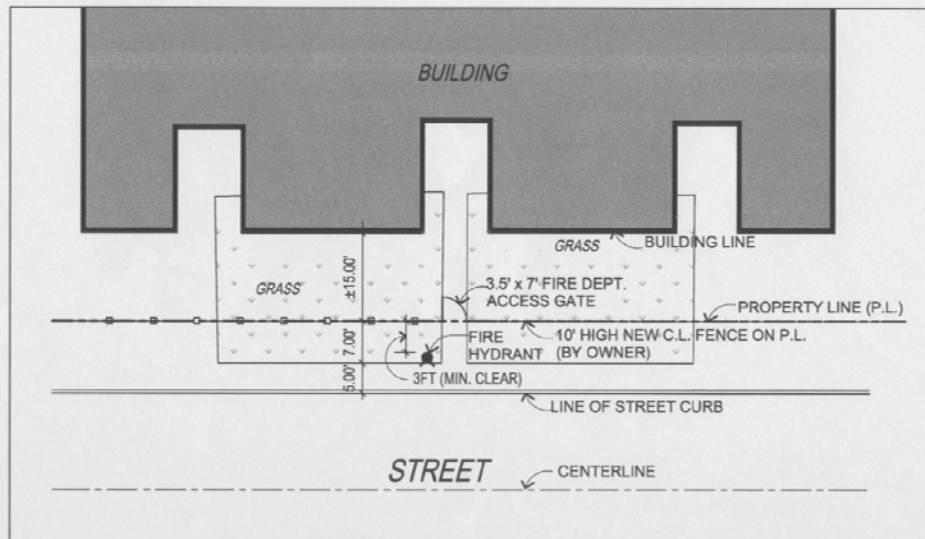 BUILDING
BUILDING LINE
GRASS
GRASS
±15.00'
3.5' x 7' FIRE DEPT.
ACCESS GATE
PROPERTY LINE (P.L.)
10' HIGH NEW C.L. FENCE ON P.L.
(BY OWNER)
7.00'
FIRE
HYDRANT
3FT (MIN. CLEAR)
5.00'
LINE OF STREET CURB
STREET
CENTERLINE